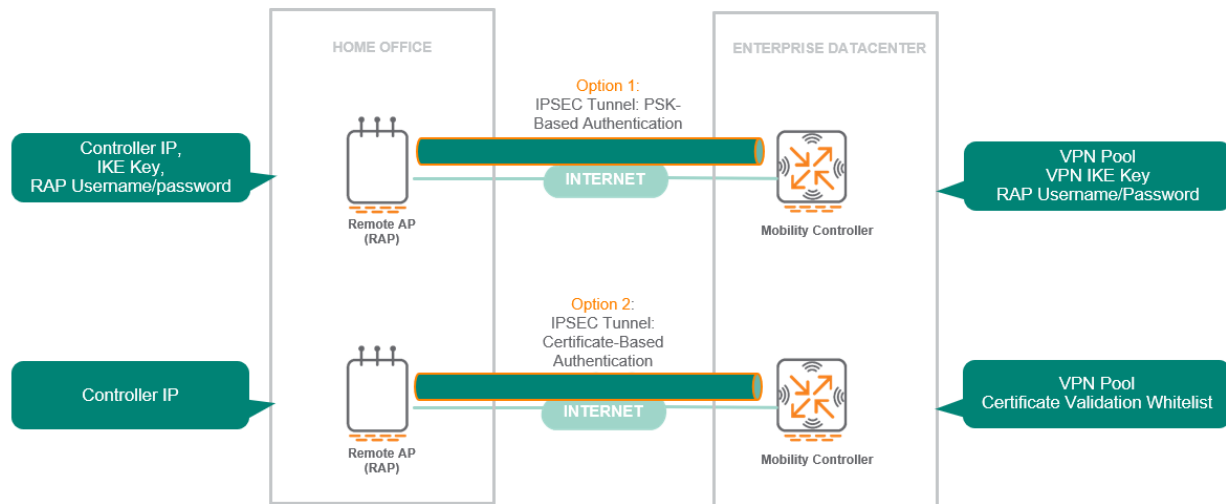 HOME OFFICE
ENTERPRISE DATACENTER
Option 1:
IPSEC Tunnel: PSK-
Based Authentication
Controller IP,
IKE Key,
RAP Username/password
INTERNET
VPN Pool
VPN IKE Key
RAP Username/Password
Remote AP
(RAP)
Mobility Controller
Option 2:
IPSEC Tunnel:
Certificate-Based
Authentication
Controller IP
INTERNET
VPN Pool
Certificate Validation Whitelist
Remote AP
(RAP)
Mobility Controller